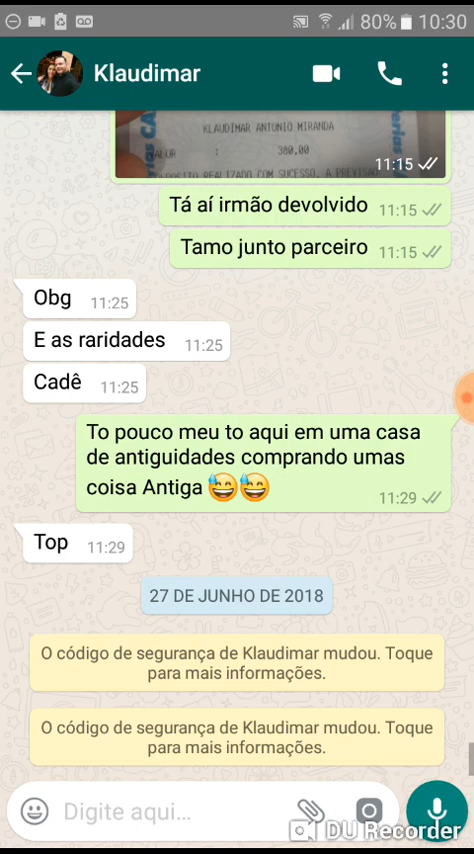 80% 10:30
Klaudimar
KLAUDIMAR ANTONIO MIRANDA
VALOR : 380,00
DEPOSITO REALIZADO COM SUCESSO. A PREVISAO
11:15
Tá aí irmão devolvido 11:15
Tamo junto parceiro 11:15
Obg 11:25
E as raridades 11:25
Cadê 11:25
To pouco meu to aqui em uma casa
de antiguidades comprando umas
coisa Antiga 😅😅
11:29
Top 11:29
27 DE JUNHO DE 2018
O código de segurança de Klaudimar mudou. Toque
para mais informações.
O código de segurança de Klaudimar mudou. Toque
para mais informações.
Digite aqui...
DU Recorder